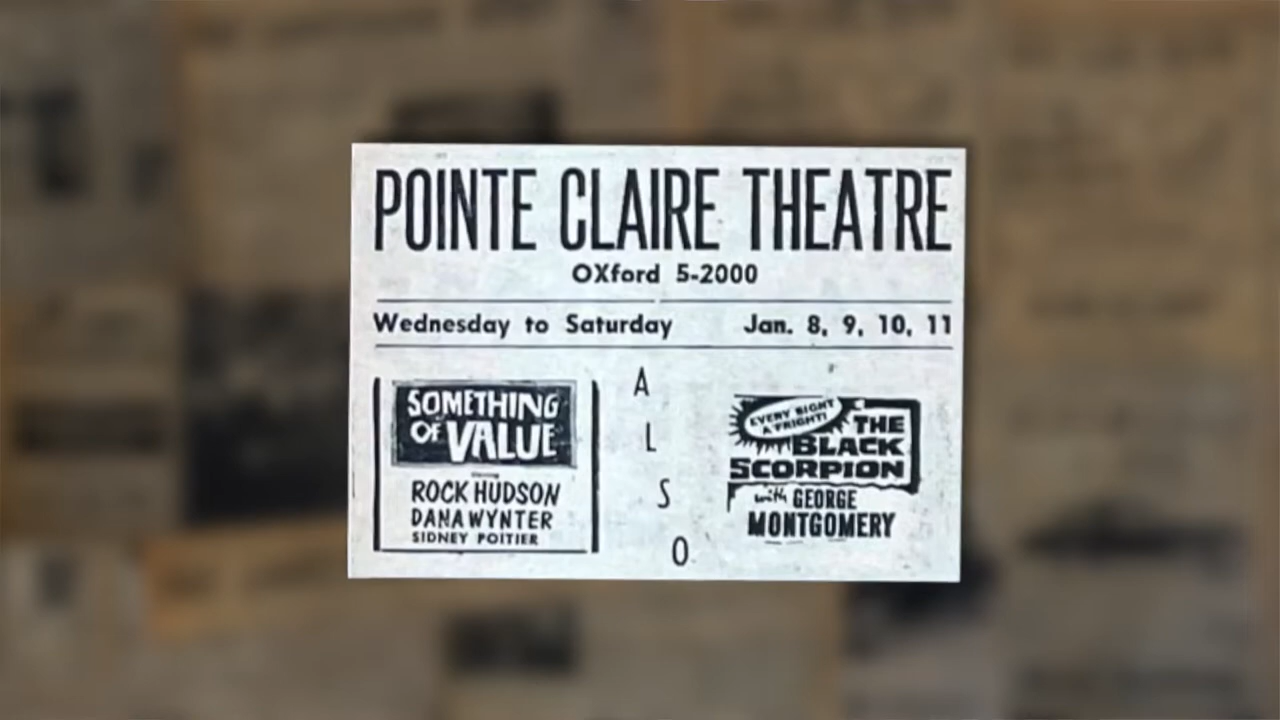 POINTE CLAIRE THEATRE
OXford 5-2000
Wednesday to Saturday Jan. 8, 9, 10, 11
SOMETHING
OF VALUE
ROCK HUDSON
DANA WYNTER
SIDNEY POITIER
A
L
S
O
EVERY SIGHT
A FRIGHT!
THE
BLACK
SCORPION
with GEORGE
MONTGOMERY